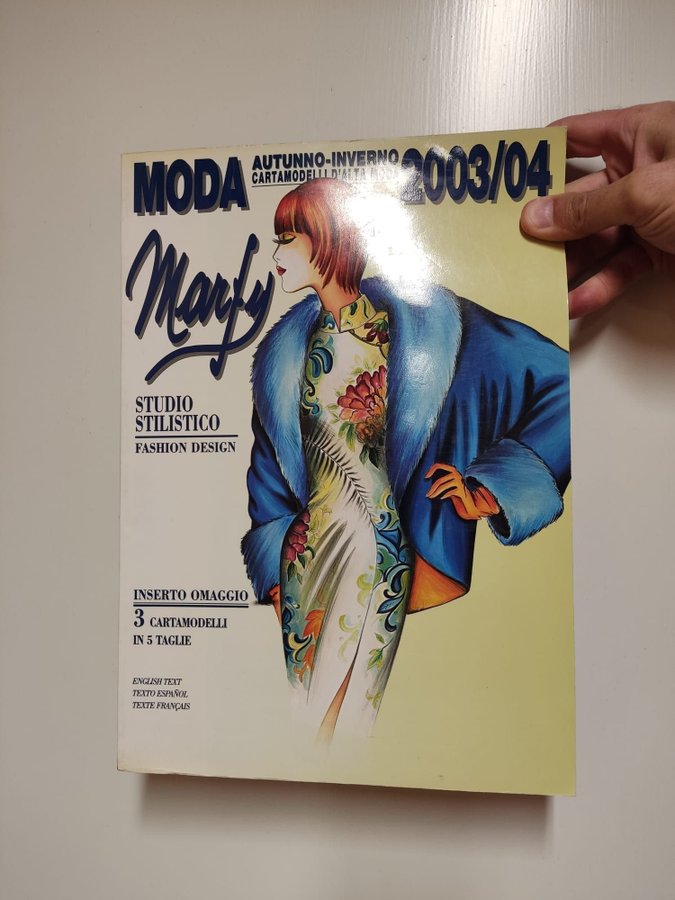 MODA AUTUNNO-INVERNO 2003/04
CARTAMODELLI D'ALTA MODA
Marfy
STUDIO
STILISTICO
FASHION DESIGN
INSERTO OMAGGIO
3 CARTAMODELLI
IN 5 TAGLIE
ENGLISH TEXT
TEXTO ESPAÑOL
TEXTE FRANÇAIS